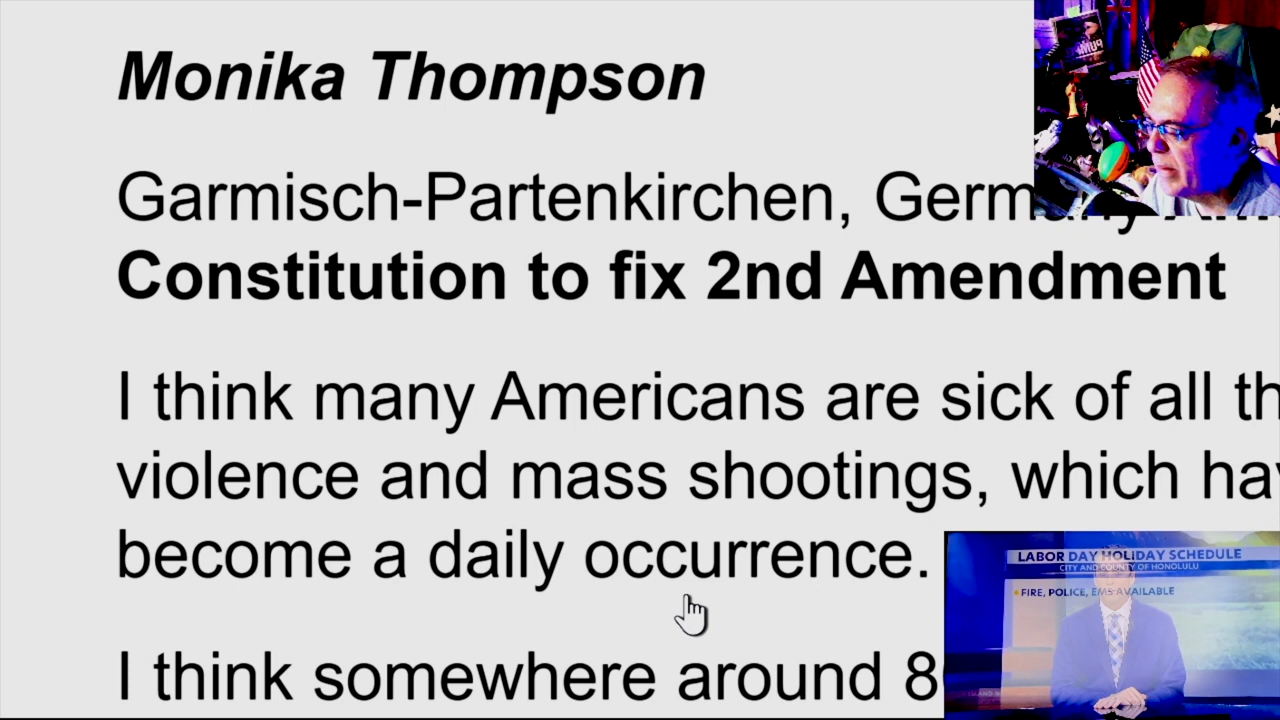 Monika Thompson
Garmisch-Partenkirchen, Germany
Constitution to fix 2nd Amendment
I think many Americans are sick of all th
violence and mass shootings, which hav
become a daily occurrence.
I think somewhere around 8
LABOR DAY HOLIDAY SCHEDULE
CITY AND COUNTY OF HONOLULU
FIRE, POLICE, EMS AVAILABLE